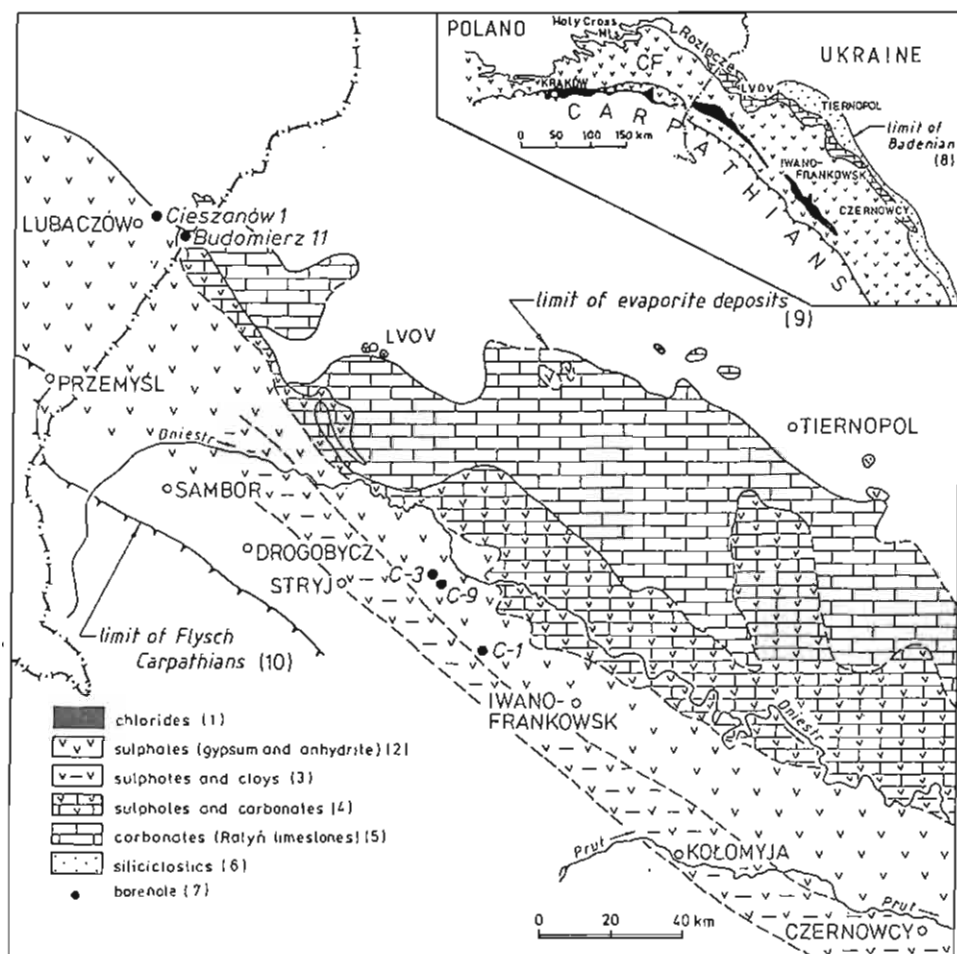 POLAND
Holy Cross
Mts
Roztocze
UKRAINE
CF
LVOV
TIERNOPOL
KRAKÓW
CARPATHIANS
limit of
Badenian
(8)
0 50 100 150 km
IWANO-
FRANKOWSK
CZERNOWCY
LUBACZÓW
Cieszanów 1
Budomierz 11
limit of evaporite deposits
(9)
LVOV
PRZEMYŚL
TIERNOPOL
Dniestr
SAMBOR
DROGOBYCZ
STRYJ
C-3
C-9
C-1
limit of Flysch
Carpathians (10)
IWANO-
FRANKOWSK
Dniestr
chlorides (1)
sulphates (gypsum and anhydrite) (2)
sulphates and clays (3)
sulphates and carbonates (4)
carbonates (Ratyń limestones) (5)
siliciclastics (6)
borehole (7)
Prut
KOŁOMYJA
Prut
0 20 40 km
CZERNOWCY